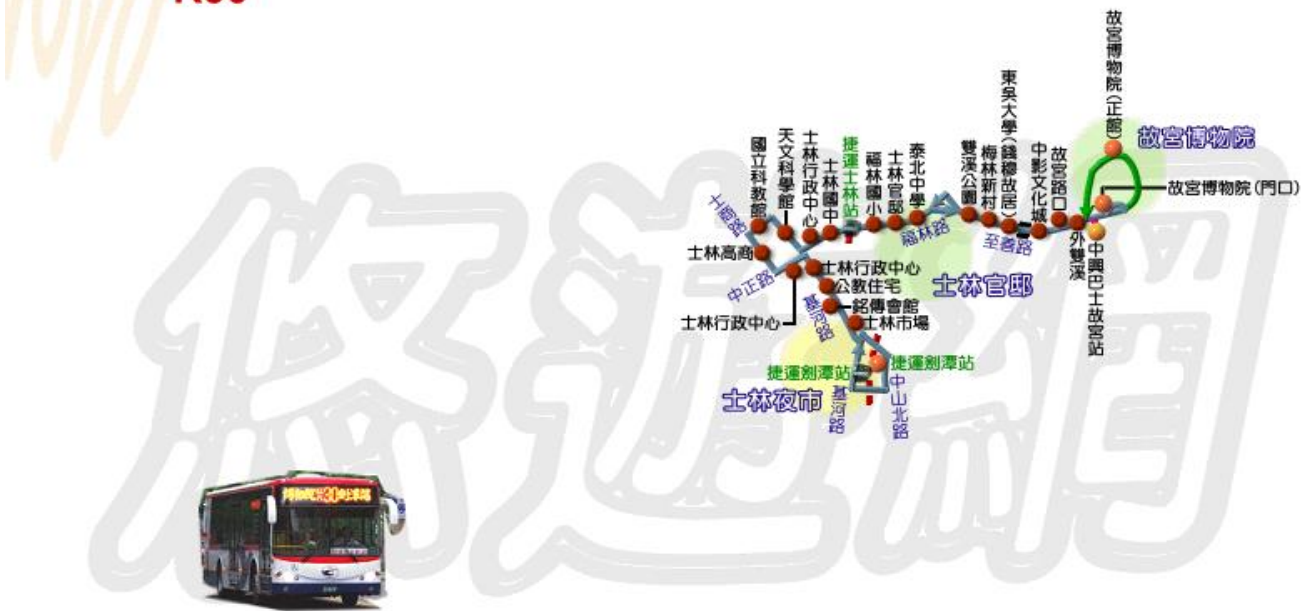 故宮博物院(正館)
故宮博物院
故宮博物院(門口)
國立科教館
天文科學館
士林行政中心
士林國中
捷運士林站
福林國小
士林官邸
泰北中學
雙溪公園
梅林新村
東吳大學(錢穆故居)
中影文化城
故宮路口
外雙溪
中興巴士故宮站
士商路
福林路
至善路
士林高商
中正路
士林行政中心
公教住宅
銘傳會館
士林行政中心
基河路
士林市場
士林官邸
捷運劍潭站
捷運劍潭站
士林夜市
基河路
中山北路
悠遊網